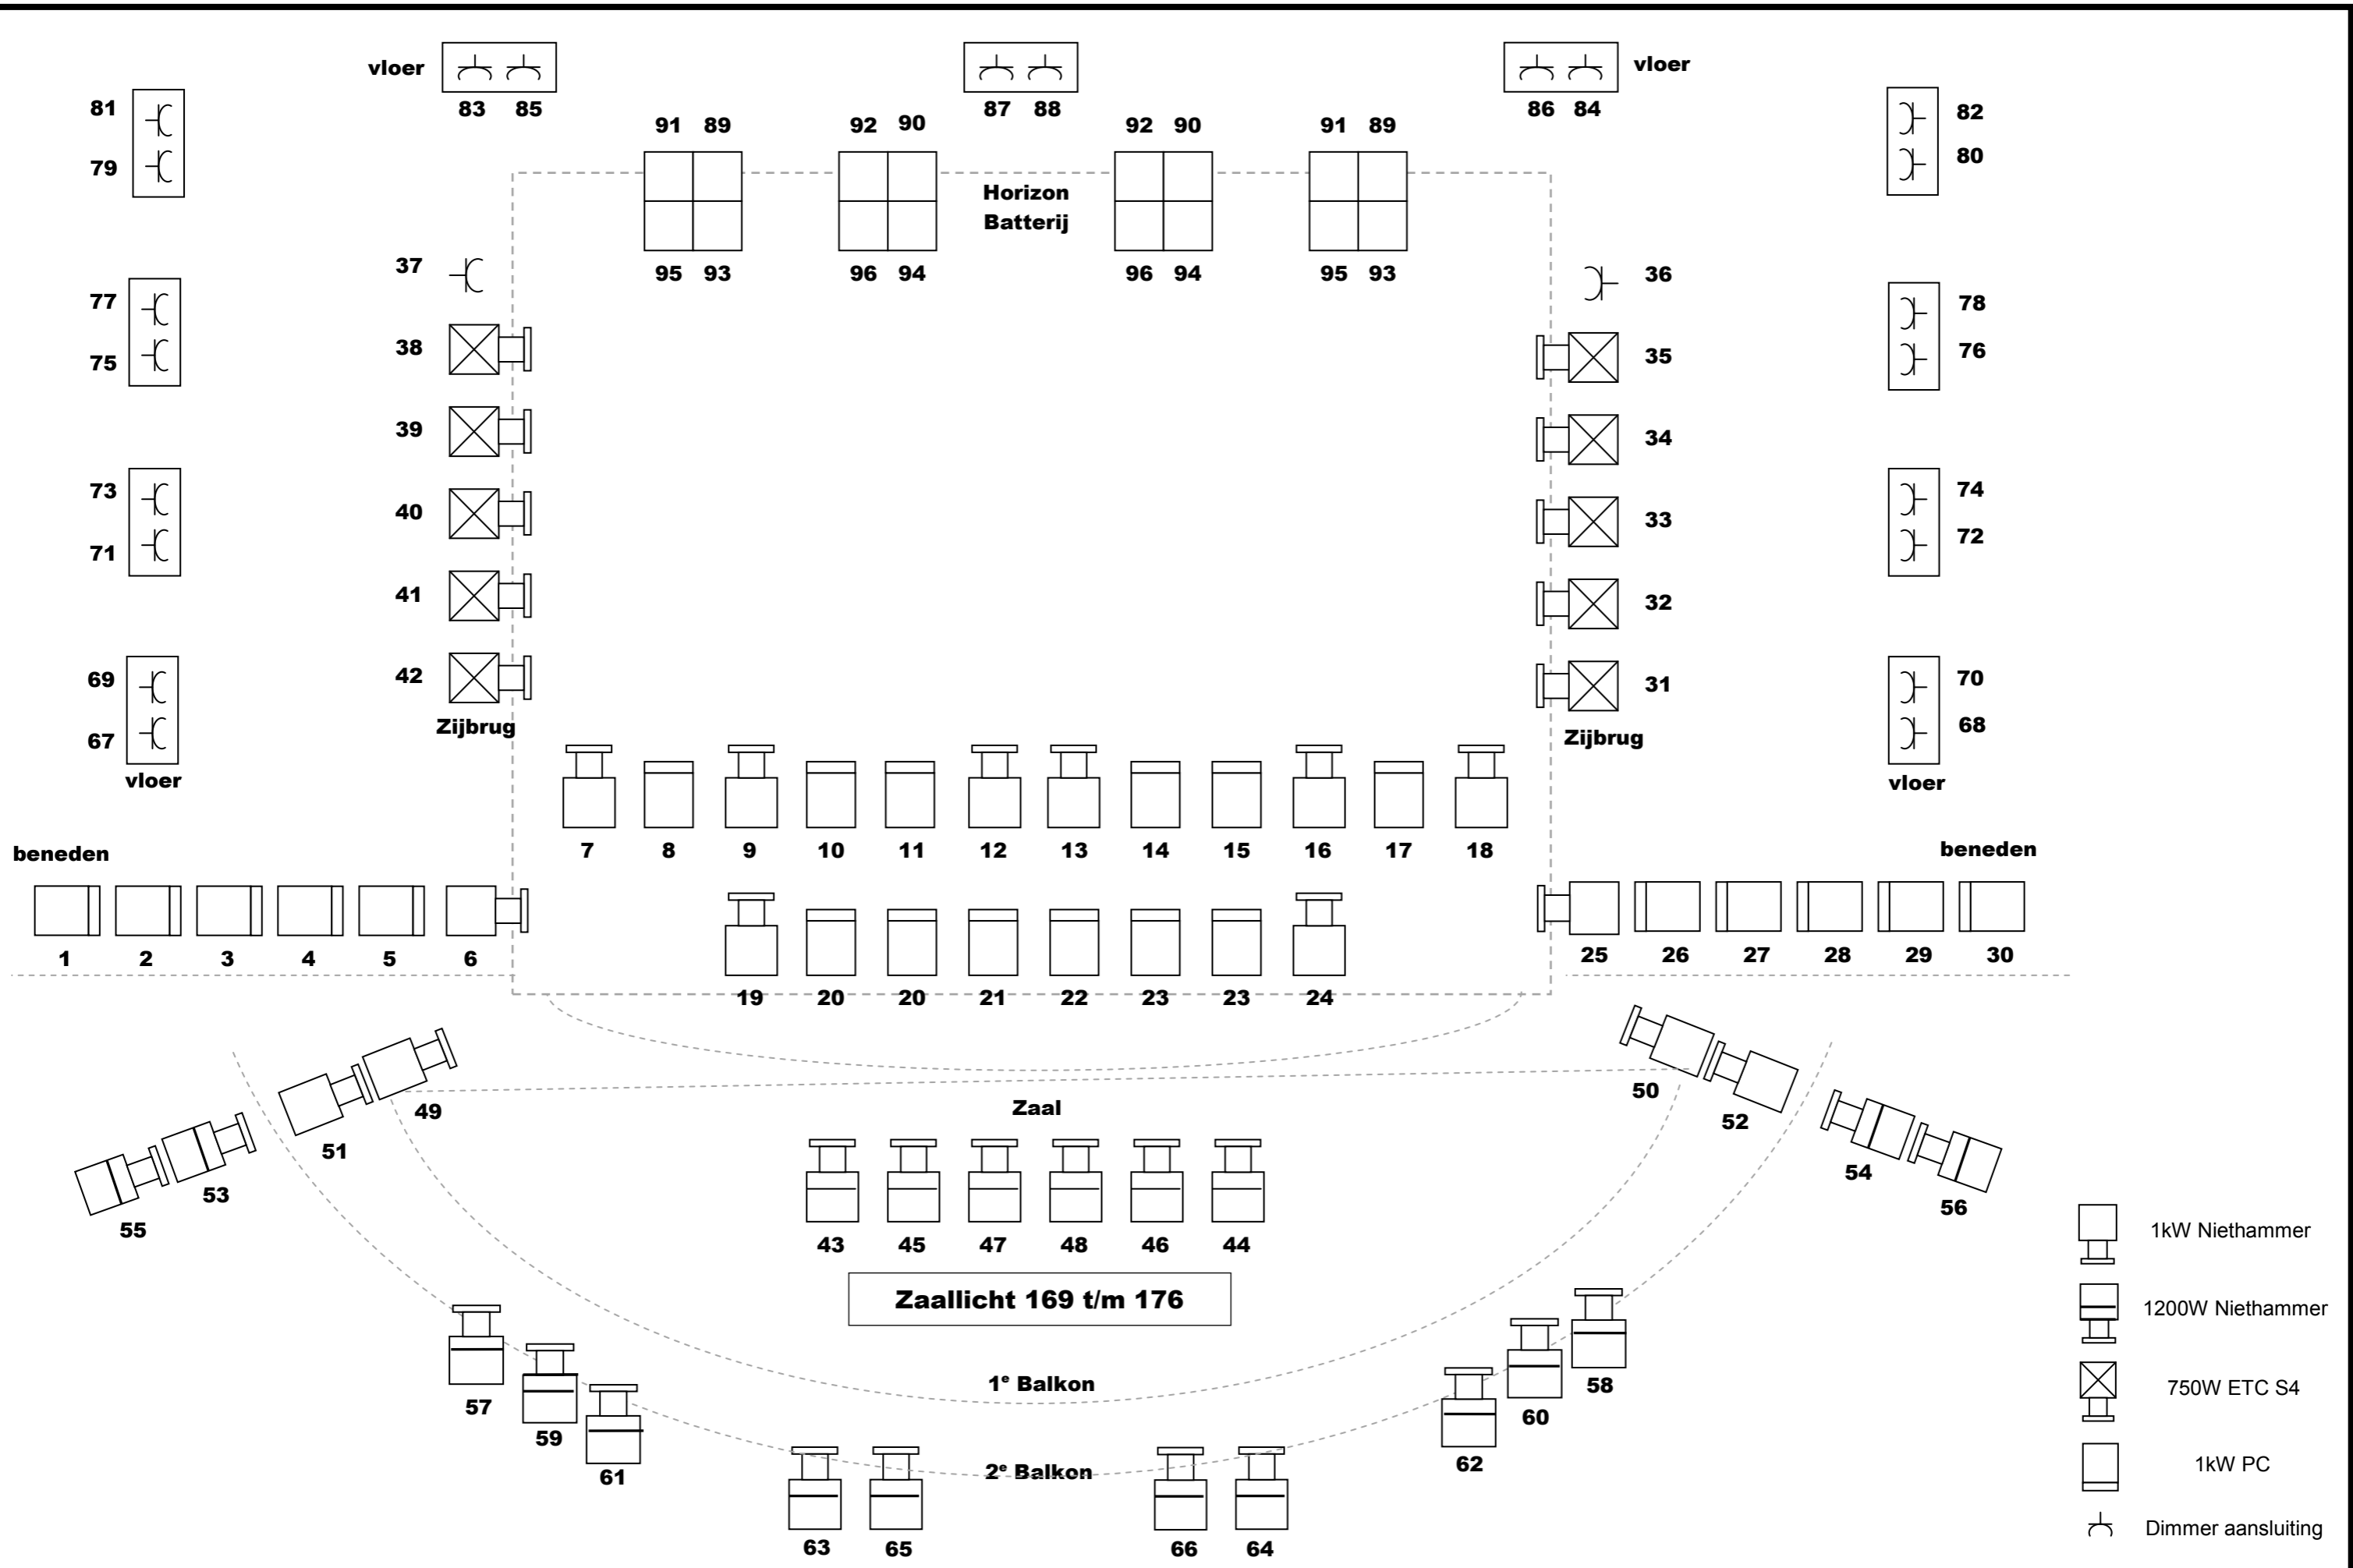 vloer
83 85
87 88
86 84
vloer
81
79
82
80
91 89
92 90
92 90
91 89
Horizon
Batterij
95 93
96 94
96 94
95 93
37
36
77
75
38
35
78
76
39
34
73
71
40
33
74
72
41
32
69
67
42
31
70
68
Zijbrug
Zijbrug
vloer
vloer
7 8 9 10 11 12 13 14 15 16 17 18
beneden
beneden
1 2 3 4 5 6
25 26 27 28 29 30
19 20 20 21 22 23 23 24
49
51
53
55
50
52
54
56
Zaal
43 45 47 48 46 44
Zaallicht 169 t/m 176
1e Balkon
57
59
61
58
60
62
2e Balkon
63 65
66 64
1kW Niethammer
1200W Niethammer
750W ETC S4
1kW PC
Dimmer aansluiting